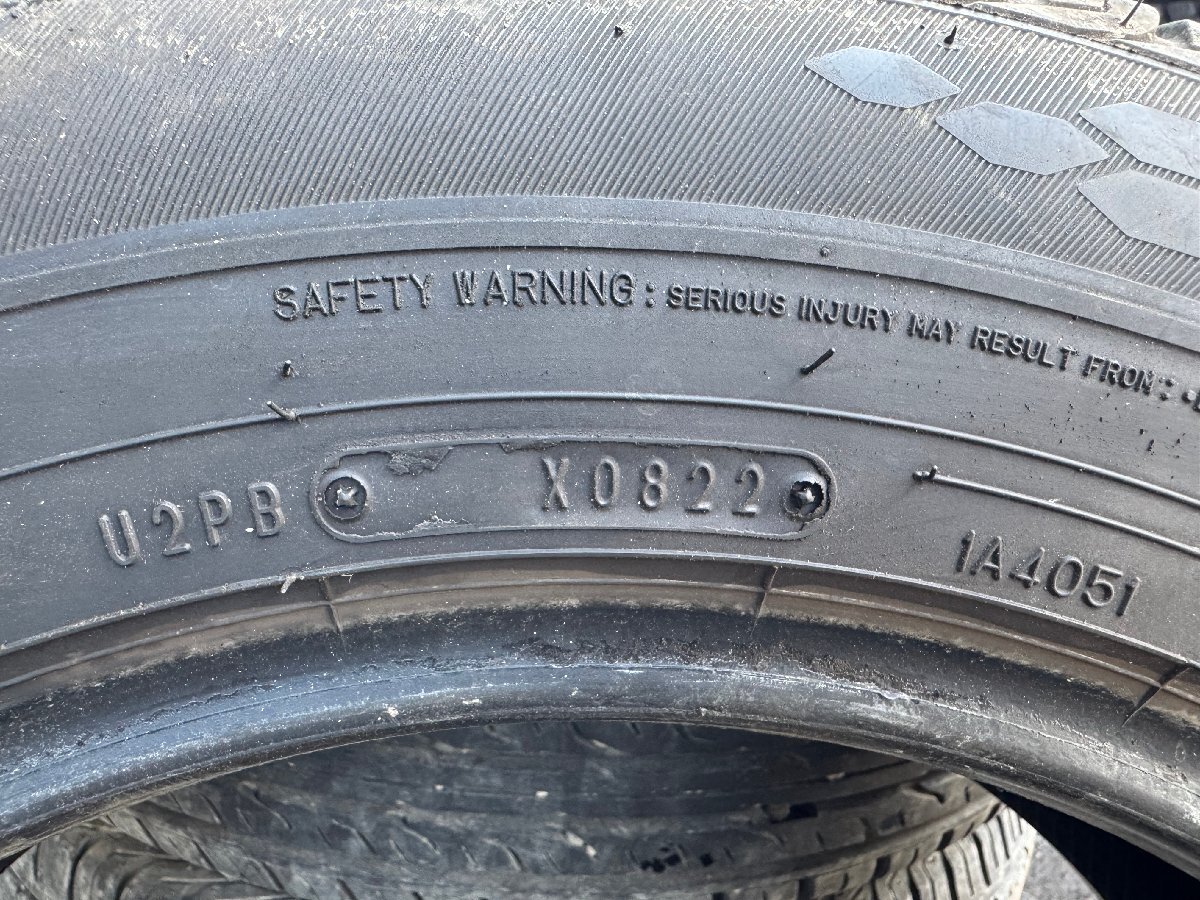 SAFETY WARNING: SERIOUS INJURY MAY RESULT FROM:
U2PB X0822
1A4051